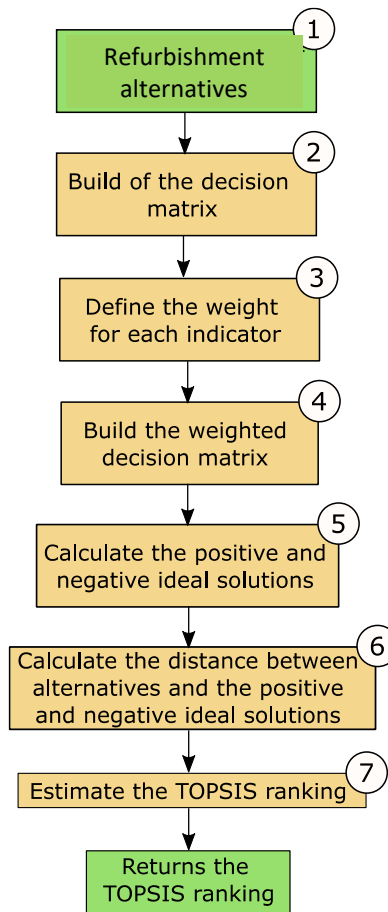 1
Refurbishment
alternatives
2
Build of the decision
matrix
3
Define the weight
for each indicator
4
Build the weighted
decision matrix
5
Calculate the positive and
negative ideal solutions
6
Calculate the distance between
alternatives and the positive
and negative ideal solutions
7
Estimate the TOPSIS ranking
Returns the
TOPSIS ranking